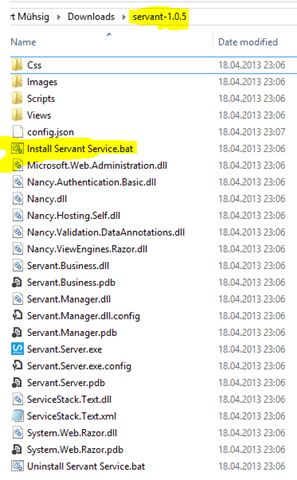 rt Mühsig Downloads servant-1.0.5
Name Date modified
Css 18.04.2013 23:06
Images 18.04.2013 23:06
Scripts 18.04.2013 23:06
Views 18.04.2013 23:06
config.json 18.04.2013 23:07
Install Servant Service.bat 18.04.2013 23:06
Microsoft.Web.Administration.dll 18.04.2013 23:06
Nancy.Authentication.Basic.dll 18.04.2013 23:06
Nancy.dll 18.04.2013 23:06
Nancy.Hosting.Self.dll 18.04.2013 23:06
Nancy.Validation.DataAnnotations.dll 18.04.2013 23:06
Nancy.ViewEngines.Razor.dll 18.04.2013 23:06
Servant.Business.dll 18.04.2013 23:06
Servant.Business.pdb 18.04.2013 23:06
Servant.Manager.dll 18.04.2013 23:06
Servant.Manager.dll.config 18.04.2013 23:06
Servant.Manager.pdb 18.04.2013 23:06
Servant.Server.exe 18.04.2013 23:06
Servant.Server.exe.config 18.04.2013 23:06
Servant.Server.pdb 18.04.2013 23:06
ServiceStack.Text.dll 18.04.2013 23:06
ServiceStack.Text.xml 18.04.2013 23:06
System.Web.Razor.dll 18.04.2013 23:06
System.Web.Razor.pdb 18.04.2013 23:06
Uninstall Servant Service.bat 18.04.2013 23:06